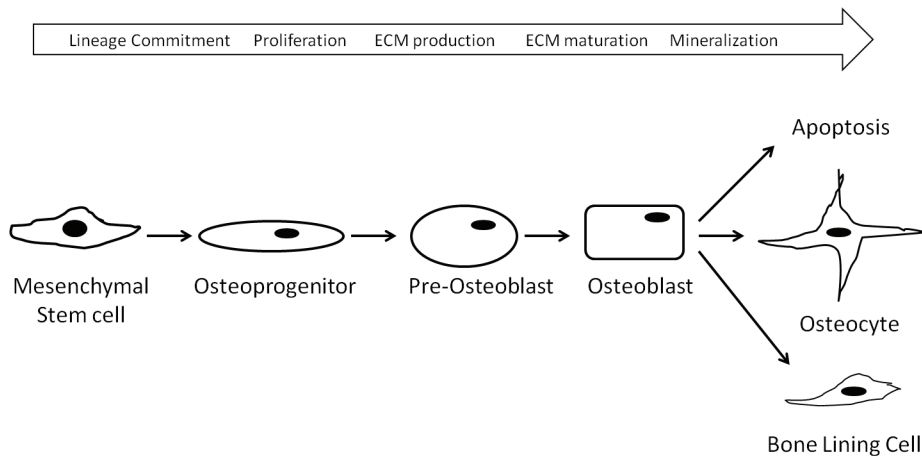 Lineage Commitment Proliferation ECM production ECM maturation Mineralization
Apoptosis
Mesenchymal
Stem cell
Osteoprogenitor
Pre-Osteoblast
Osteoblast
Osteocyte
Bone Lining Cell